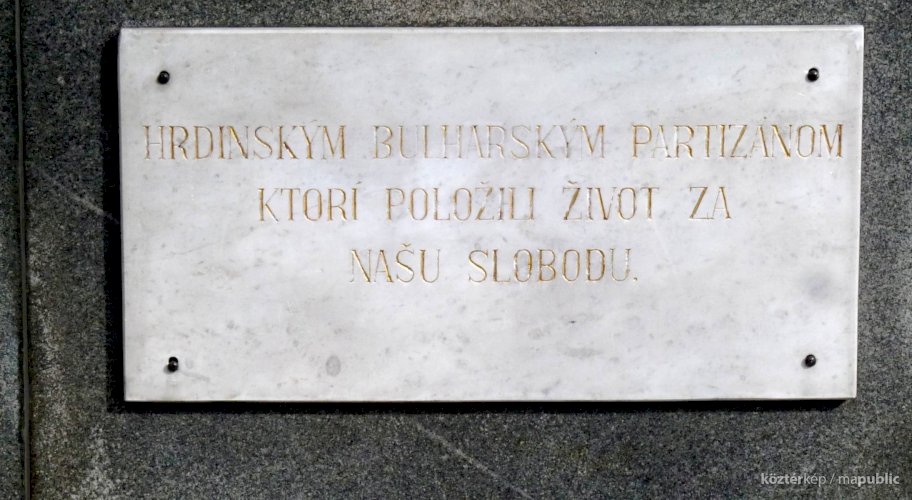 HRDINSKÝM BULHARSKÝM PARTIZÁNOM
KTORÍ POLOŽILI ŽIVOT ZA
NAŠU SLOBODU.
köztérkép / mapublic